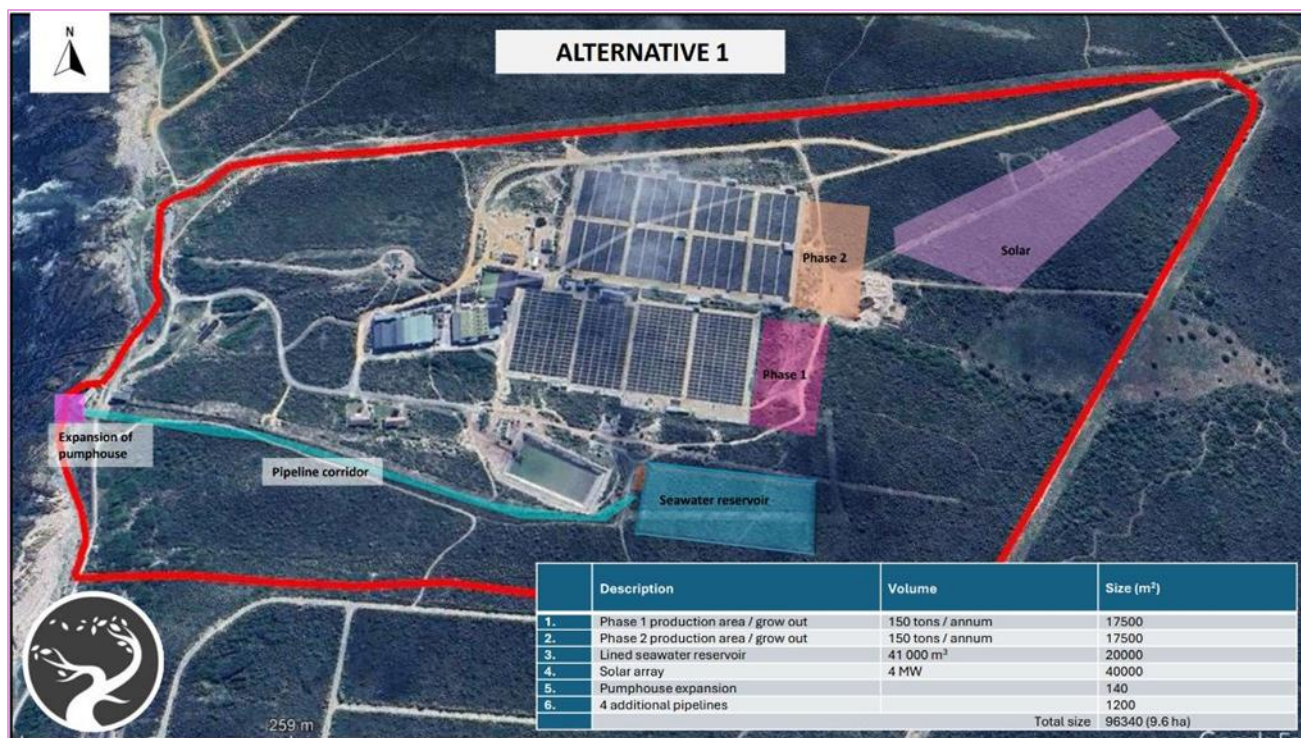 N
ALTERNATIVE 1
Phase 2
Solar
Phase 1
Expansion of
pumphouse
Pipeline corridor
Seawater reservoir
Description Volume Size (m²)
1. Phase 1 production area / grow out 150 tons / annum 17500
2. Phase 2 production area / grow out 150 tons / annum 17500
3. Lined seawater reservoir 41 000 m³ 20000
4. Solar array 4 MW 40000
5. Pumphouse expansion 140
6. 4 additional pipelines 1200
Total size 96340 (9.6 ha)
259 m